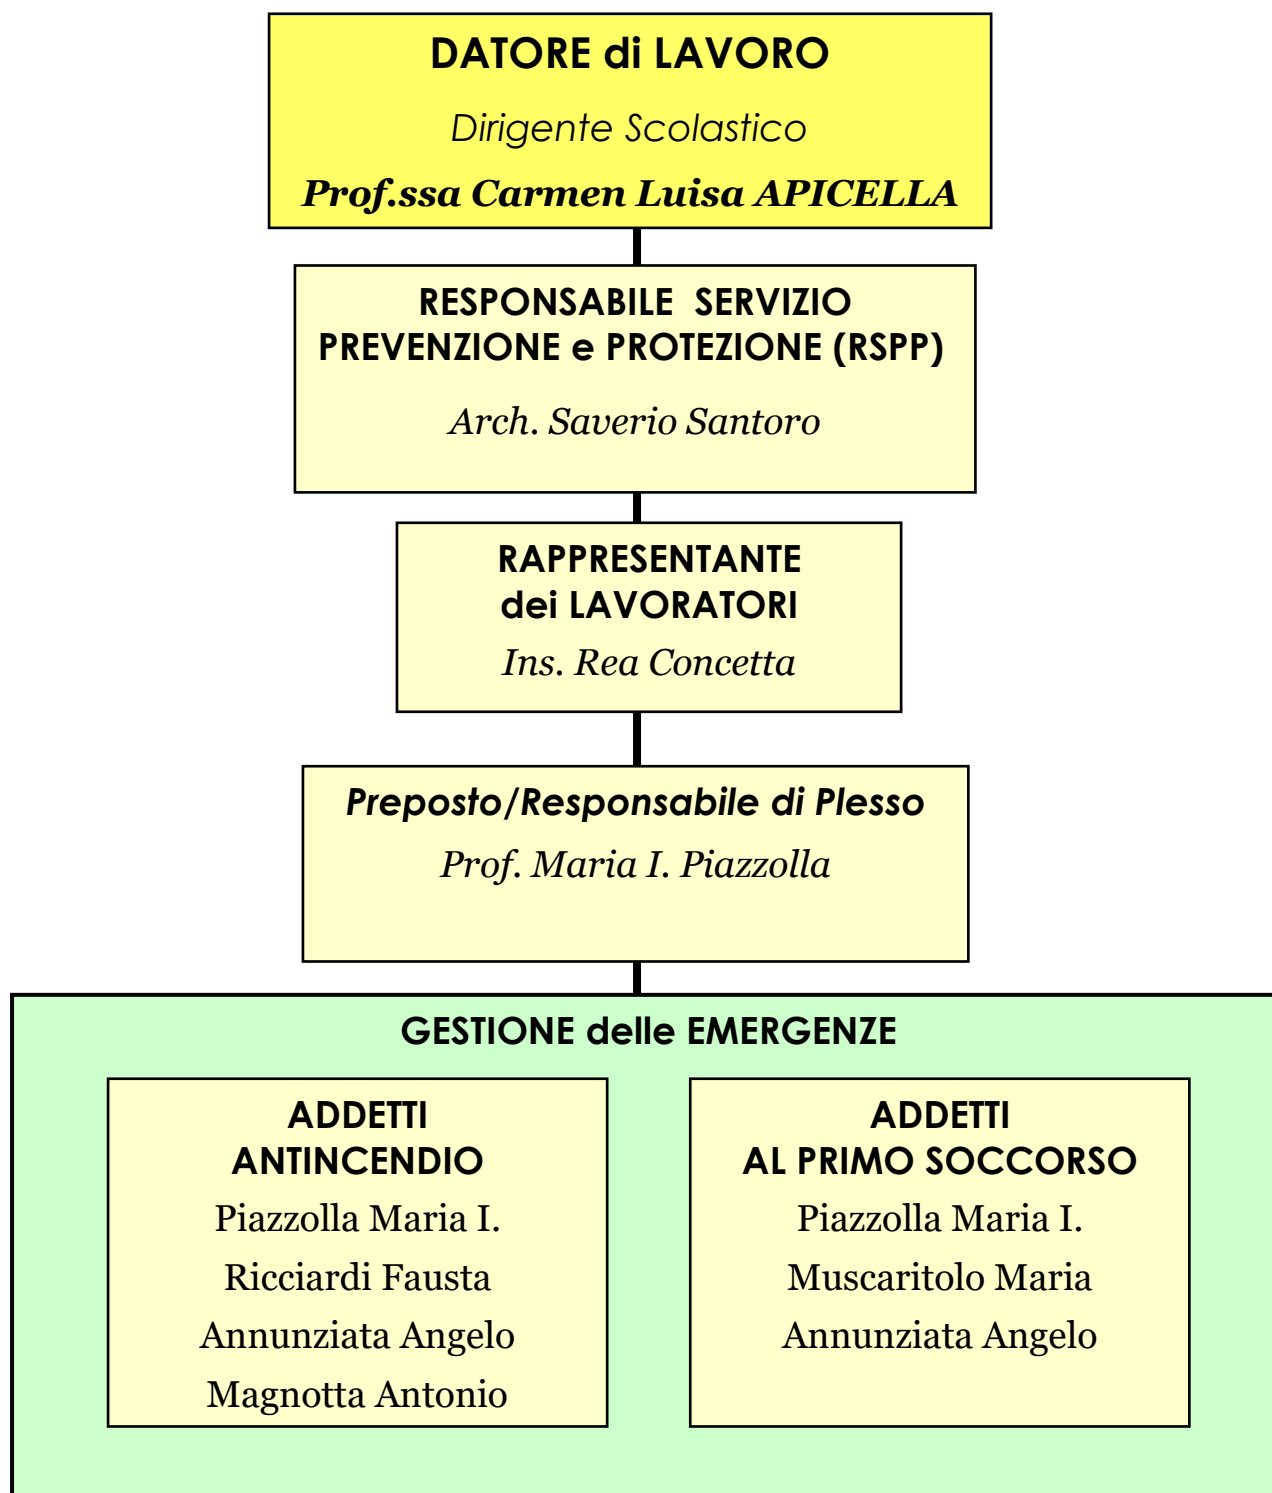 DATORE di LAVORO
Dirigente Scolastico
Prof.ssa Carmen Luisa APICELLA
RESPONSABILE SERVIZIO
PREVENZIONE e PROTEZIONE (RSPP)
Arch. Saverio Santoro
RAPPRESENTANTE
dei LAVORATORI
Ins. Rea Concetta
Preposto/Responsabile di Plesso
Prof. Maria I. Piazzolla
GESTIONE delle EMERGENZE
ADDETTI
ANTINCENDIO
Piazzolla Maria I.
Ricciardi Fausta
Annunziata Angelo
Magnotta Antonio
ADDETTI
AL PRIMO SOCCORSO
Piazzolla Maria I.
Muscaritolo Maria
Annunziata Angelo